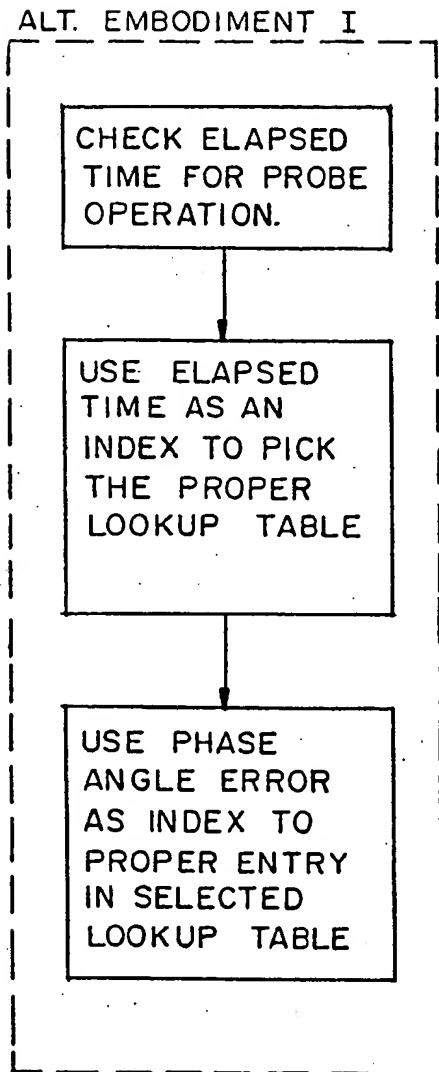 ALT. EMBODIMENT I
CHECK ELAPSED
TIME FOR PROBE
OPERATION.
USE ELAPSED
TIME AS AN
INDEX TO PICK
THE PROPER
LOOKUP TABLE
USE PHASE
ANGLE ERROR
AS INDEX TO
PROPER ENTRY
IN SELECTED
LOOKUP TABLE